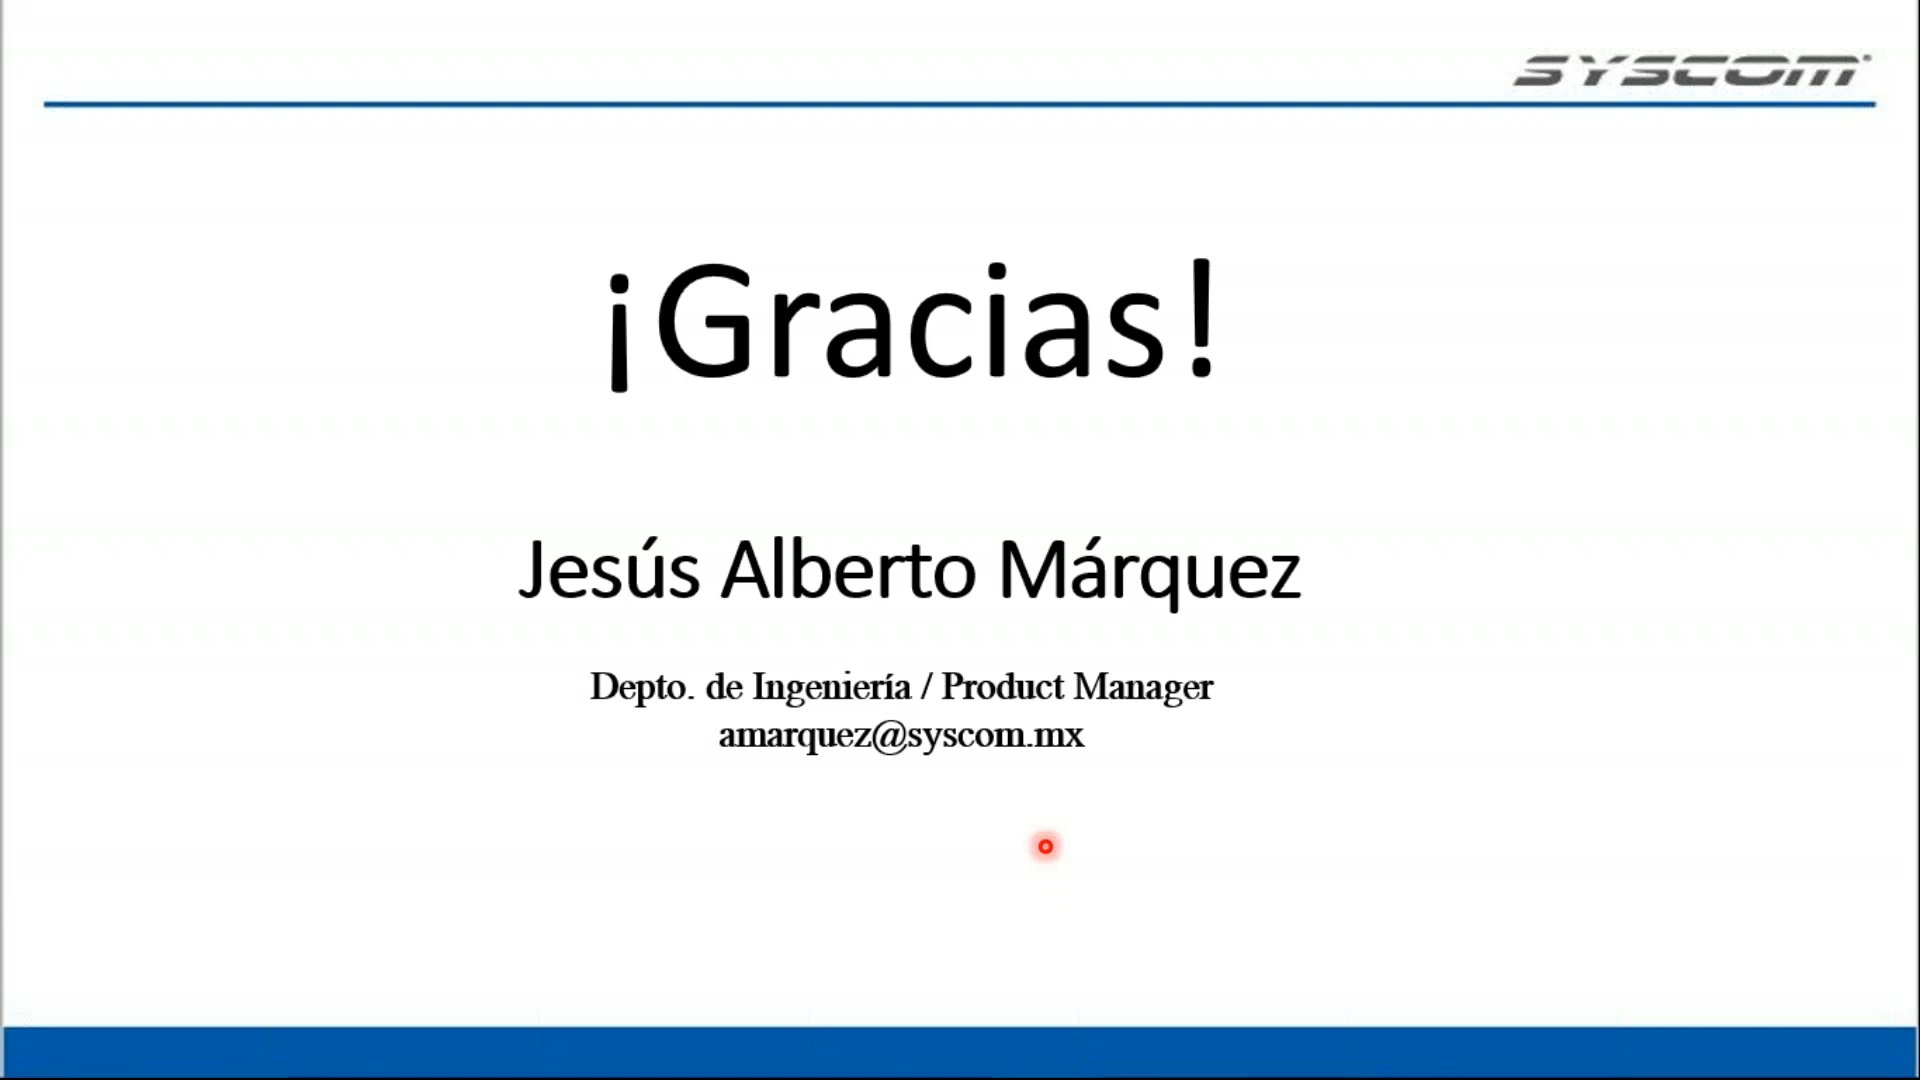 SYSCOM
¡Gracias!
Jesús Alberto Márquez
Depto. de Ingeniería / Product Manager
amarquez@syscom.mx